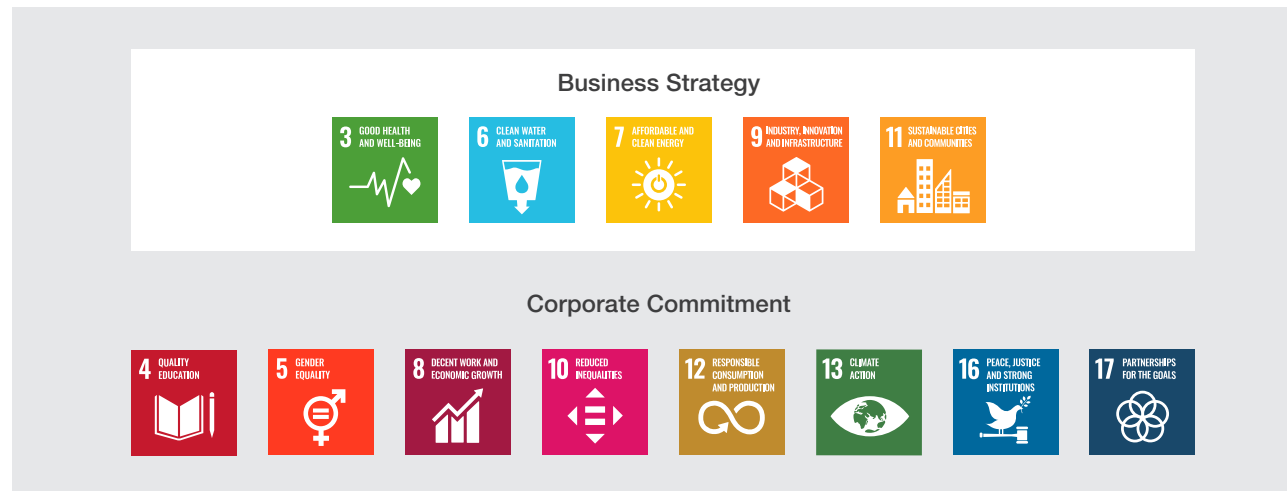 Business Strategy
3 GOOD HEALTH
AND WELL-BEING
6 CLEAN WATER
AND SANITATION
7 AFFORDABLE AND
CLEAN ENERGY
9 INDUSTRY, INNOVATION
AND INFRASTRUCTURE
11 SUSTAINABLE CITIES
AND COMMUNITIES
Corporate Commitment
4 QUALITY
EDUCATION
5 GENDER
EQUALITY
8 DECENT WORK AND
ECONOMIC GROWTH
10 REDUCED
INEQUALITIES
12 RESPONSIBLE
CONSUMPTION
AND PRODUCTION
13 CLIMATE
ACTION
16 PEACE, JUSTICE
AND STRONG
INSTITUTIONS
17 PARTNERSHIPS
FOR THE GOALS